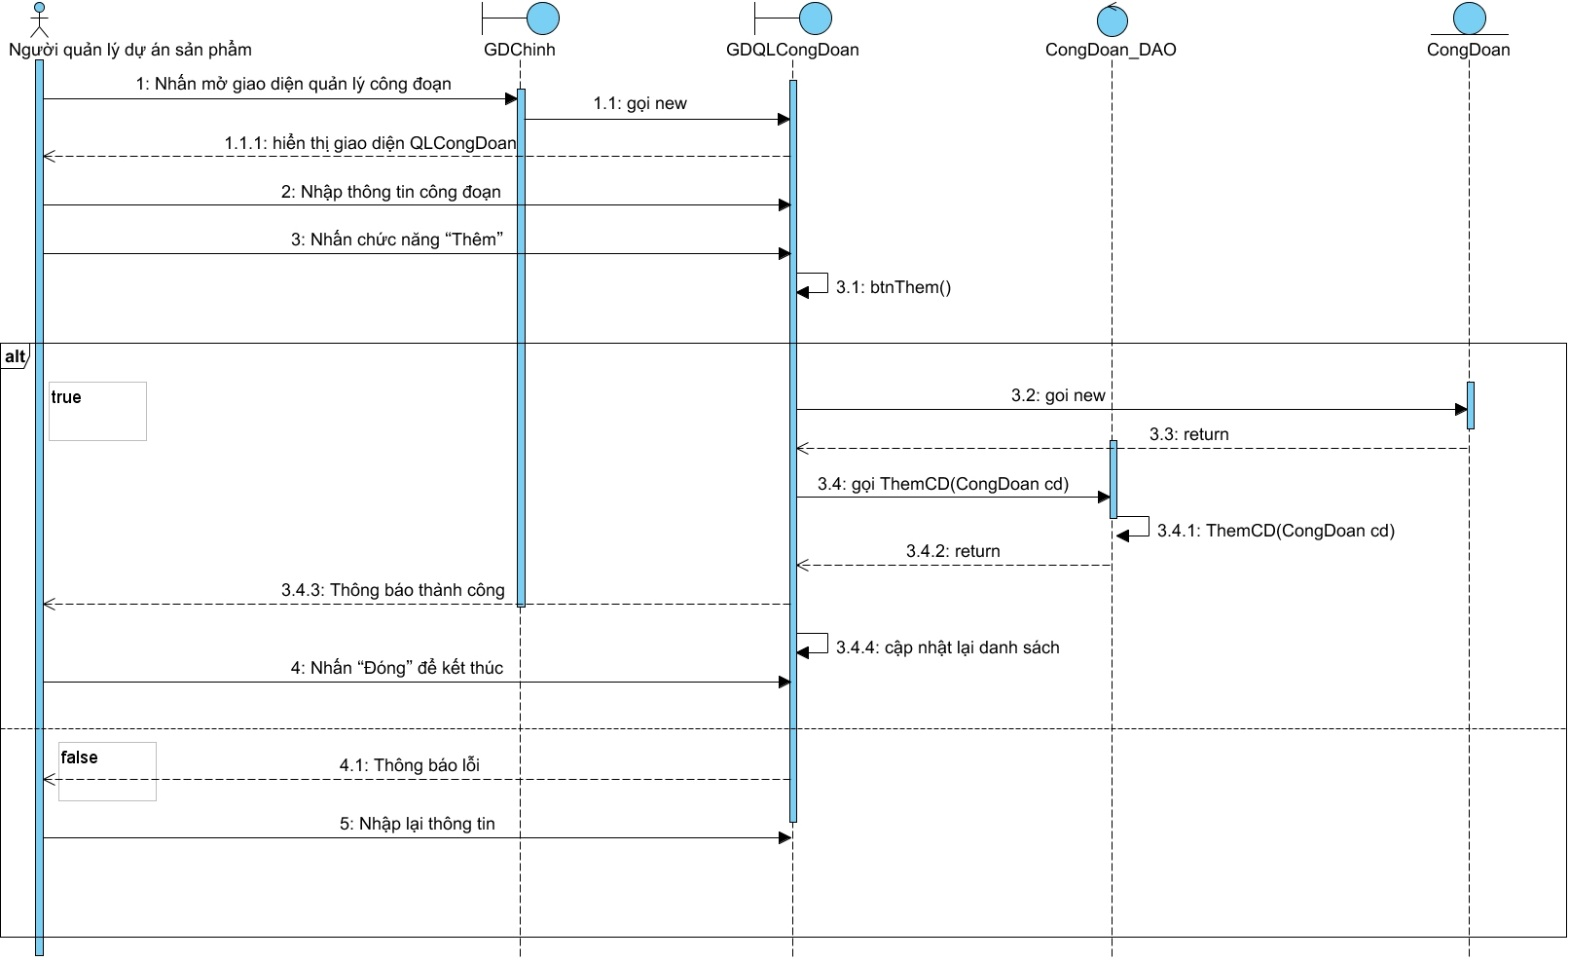 Người quản lý dự án sản phẩm
GDChinh
GDQLCongDoan
CongDoan_DAO
CongDoan
1: Nhấn mở giao diện quản lý công đoạn
1.1: gọi new
1.1.1: hiển thị giao diện QLCongDoan
2: Nhập thông tin công đoạn
3: Nhấn chức năng “Thêm”
3.1: btnThem()
alt
true
3.2: goi new
3.3: return
3.4: gọi ThemCD(CongDoan cd)
3.4.1: ThemCD(CongDoan cd)
3.4.2: return
3.4.3: Thông báo thành công
3.4.4: cập nhật lại danh sách
4: Nhấn “Đóng” để kết thúc
false
4.1: Thông báo lỗi
5: Nhập lại thông tin